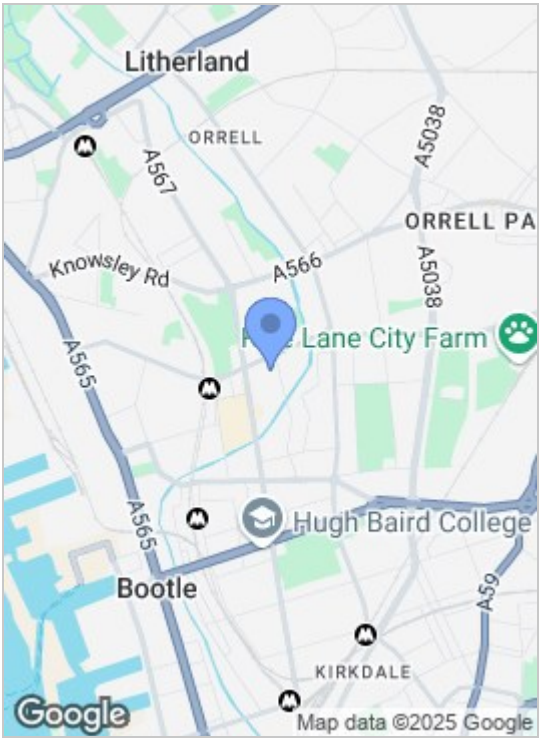 Litherland
ORRELL
A567
A5038
ORRELL PA
Knowsley Rd
A566
A5038
Lane City Farm
A565
A565
Hugh Baird College
Bootle
A59
KIRKDALE
Google
Map data ©2025 Google